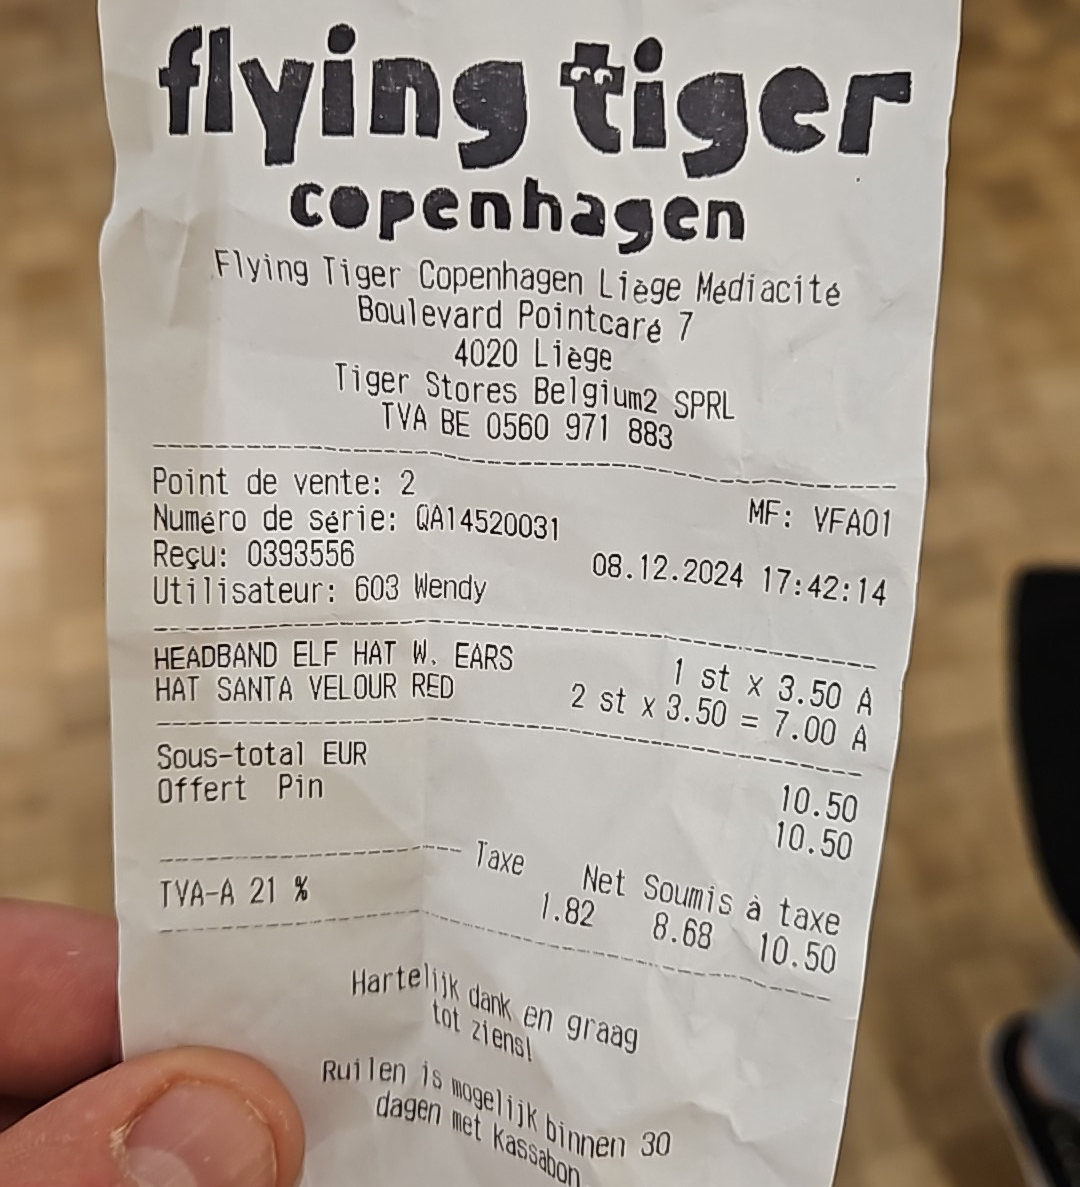 flying tiger
copenhagen
Flying Tiger Copenhagen Liège Médiacité
Boulevard Pointcaré 7
4020 Liège
Tiger Stores Belgium2 SPRL
TVA BE 0560 971 883
Point de vente: 2
Numéro de série: QA14520031 MF: VFA01
Reçu: 0393556
Utilisateur: 603 Wendy 08.12.2024 17:42:14
HEADBAND ELF HAT W. EARS 1 st x 3.50 A
HAT SANTA VELOUR RED 2 st x 3.50 = 7.00 A
Sous-total EUR 10.50
Offert Pin 10.50
Taxe Net Soumis à taxe
TVA-A 21 % 1.82 8.68 10.50
Hartelijk dank en graag
tot ziens!
Ruilen is mogelijk binnen 30
dagen met kassabon